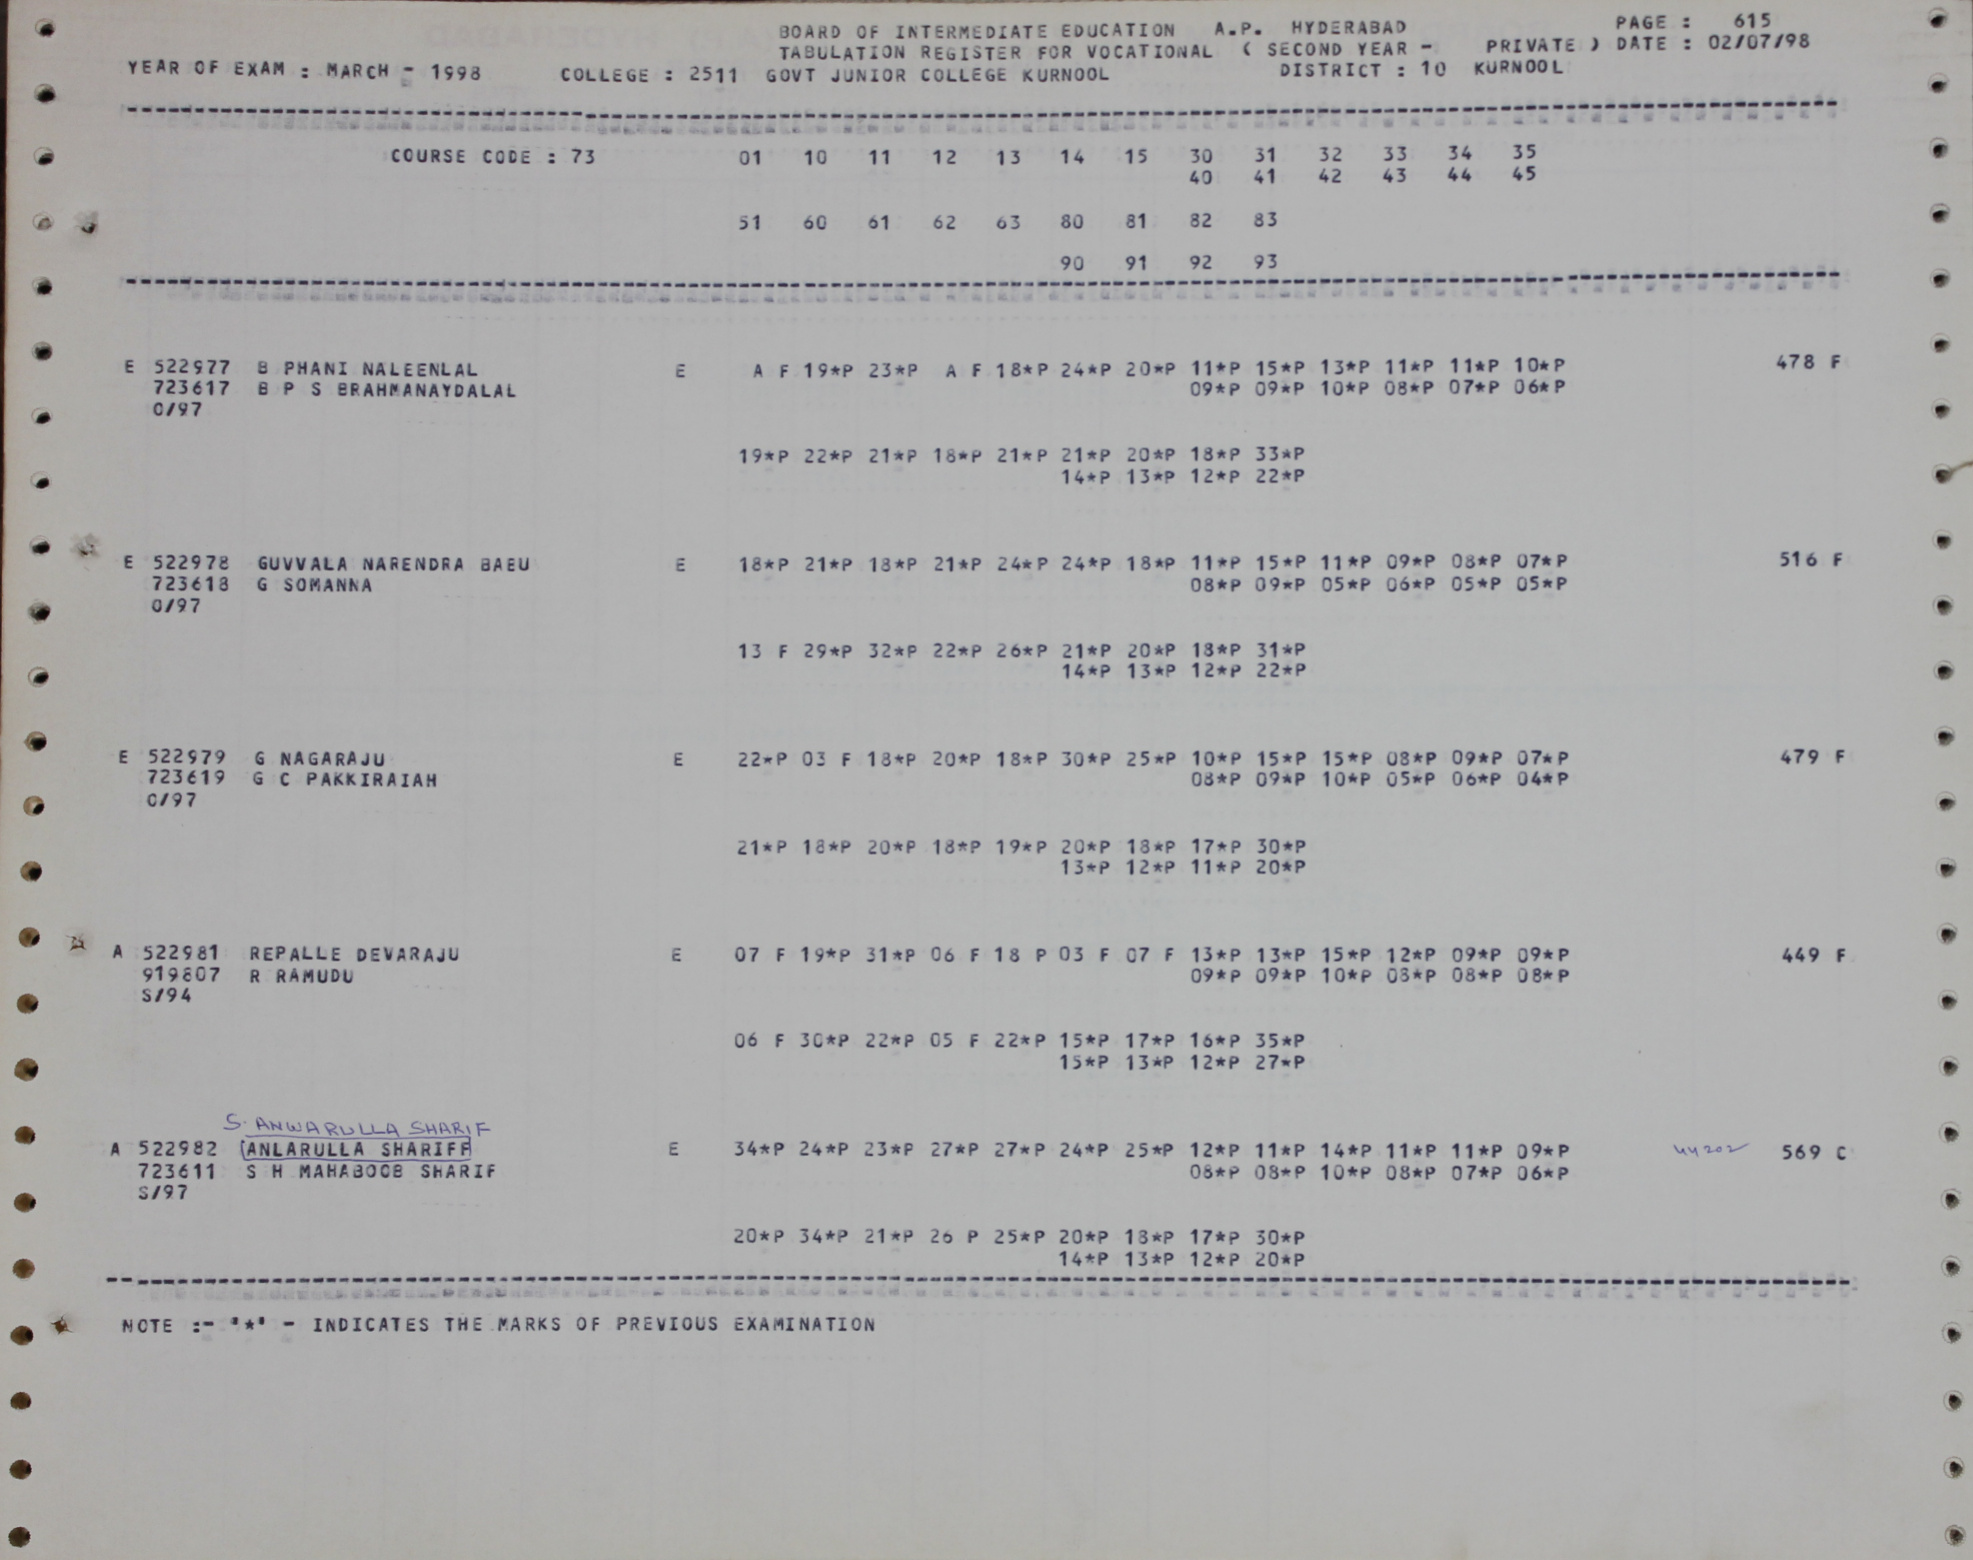 BOARD OF INTERMEDIATE EDUCATION A.P. HYDERABAD PAGE : 615
TABULATION REGISTER FOR VOCATIONAL ( SECOND YEAR - PRIVATE ) DATE : 02/07/98
YEAR OF EXAM : MARCH - 1998 COLLEGE : 2511 GOVT JUNIOR COLLEGE KURNOOL DISTRICT : 10 KURNOOL
COURSE CODE : 73 01 10 11 12 13 14 15 30 31 32 33 34 35
40 41 42 43 44 45
51 60 61 62 63 80 81 82 83
90 91 92 93
E 522977 B PHANI NALEENLAL E A F 19*P 23*P A F 18*P 24*P 20*P 11*P 15*P 13*P 11*P 11*P 10*P 478 F
723617 B P S BRAHMANAYDALAL 09*P 09*P 10*P 08*P 07*P 06*P
O/97
19*P 22*P 21*P 18*P 21*P 21*P 20*P 18*P 33*P
14*P 13*P 12*P 22*P
E 522978 GUVVALA NARENDRA BABU E 18*P 21*P 18*P 21*P 24*P 24*P 18*P 11*P 15*P 11*P 09*P 08*P 07*P 516 F
723618 G SOMANNA 08*P 09*P 05*P 06*P 05*P 05*P
O/97
13 F 29*P 32*P 22*P 26*P 21*P 20*P 18*P 31*P
14*P 13*P 12*P 22*P
E 522979 G NAGARAJU E 22*P 03 F 18*P 20*P 18*P 30*P 25*P 10*P 15*P 15*P 08*P 09*P 07*P 479 F
723619 G C PAKKIRAIAH 08*P 09*P 10*P 05*P 06*P 04*P
O/97
21*P 18*P 20*P 18*P 19*P 20*P 18*P 17*P 30*P
13*P 12*P 11*P 20*P
A 522981 REPALLE DEVARAJU E 07 F 19*P 31*P 06 F 18 P 03 F 07 F 13*P 13*P 15*P 12*P 09*P 09*P 449 F
919807 R RAMUDU 09*P 09*P 10*P 08*P 08*P 08*P
S/94
06 F 30*P 22*P 05 F 22*P 15*P 17*P 16*P 35*P
15*P 13*P 12*P 27*P
S. ANWARULLA SHARIF
A 522982 ANLARULLA SHARIFF E 34*P 24*P 23*P 27*P 27*P 24*P 25*P 12*P 11*P 14*P 11*P 11*P 09*P 569 C
723611 S H MAHABOOB SHARIF 08*P 08*P 10*P 08*P 07*P 06*P
S/97
20*P 34*P 21*P 26 P 25*P 20*P 18*P 17*P 30*P
14*P 13*P 12*P 20*P
NOTE :- '*' - INDICATES THE MARKS OF PREVIOUS EXAMINATION